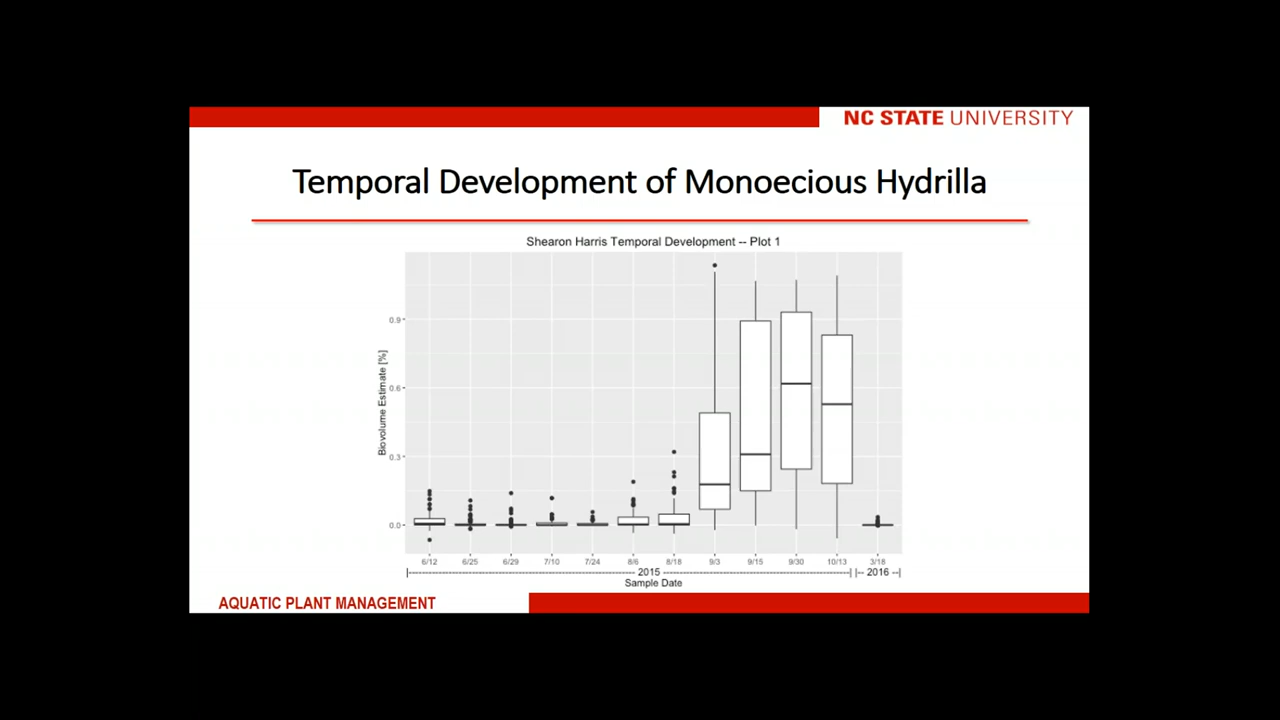 NC STATE UNIVERSITY
Temporal Development of Monoecious Hydrilla
Shearon Harris Temporal Development -- Plot 1
Biovolume Estimate [%]
0.9
0.6
0.3
0.0
6/12 6/25 6/29 7/10 7/24 8/6 8/18 9/3 9/15 9/30 10/13 3/18
2015 2016
Sample Date
AQUATIC PLANT MANAGEMENT